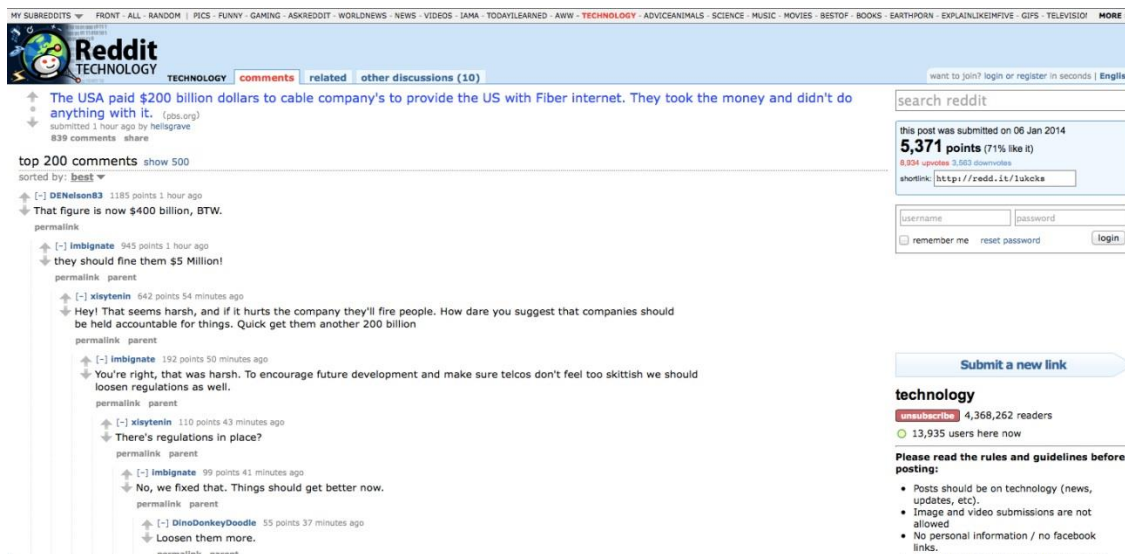 MY SUBREDDITS ▼ FRONT - ALL - RANDOM | PICS - FUNNY - GAMING - ASKREDDIT - WORLDNEWS - NEWS - VIDEOS - IAMA - TODAYILEARNED - AWW - TECHNOLOGY - ADVICEANIMALS - SCIENCE - MUSIC - MOVIES - BESTOF - BOOKS - EARTHPORN - EXPLAINLIKEIMFIVE - GIFS - TELEVISION MORE
Reddit
TECHNOLOGY
TECHNOLOGY comments related other discussions (10)
want to join? login or register in seconds | Englis
The USA paid $200 billion dollars to cable company's to provide the US with Fiber internet. They took the money and didn't do
anything with it. (pbs.org)
submitted 1 hour ago by hellsgrave
839 comments share
top 200 comments show 500
sorted by: best ▼
[-] DENelson83 1185 points 1 hour ago
That figure is now $400 billion, BTW.
permalink
[-] imbignate 945 points 1 hour ago
they should fine them $5 Million!
permalink parent
[-] xisytenin 642 points 54 minutes ago
Hey! That seems harsh, and if it hurts the company they'll fire people. How dare you suggest that companies should
be held accountable for things. Quick get them another 200 billion
permalink parent
[-] imbignate 192 points 50 minutes ago
You're right, that was harsh. To encourage future development and make sure telcos don't feel too skittish we should
loosen regulations as well.
permalink parent
[-] xisytenin 110 points 43 minutes ago
There's regulations in place?
permalink parent
[-] imbignate 99 points 41 minutes ago
No, we fixed that. Things should get better now.
permalink parent
[-] DinoDonkeyDoodle 55 points 37 minutes ago
Loosen them more.
permalink parent
search reddit
this post was submitted on 06 Jan 2014
5,371 points (71% like it)
8,934 upvotes 3,563 downvotes
shortlink: http://redd.it/1ukcks
username password
remember me reset password login
Submit a new link
technology
unsubscribe 4,368,262 readers
13,935 users here now
Please read the rules and guidelines before
posting:
• Posts should be on technology (news,
updates, etc).
• Image and video submissions are not
allowed
• No personal information / no facebook
links.